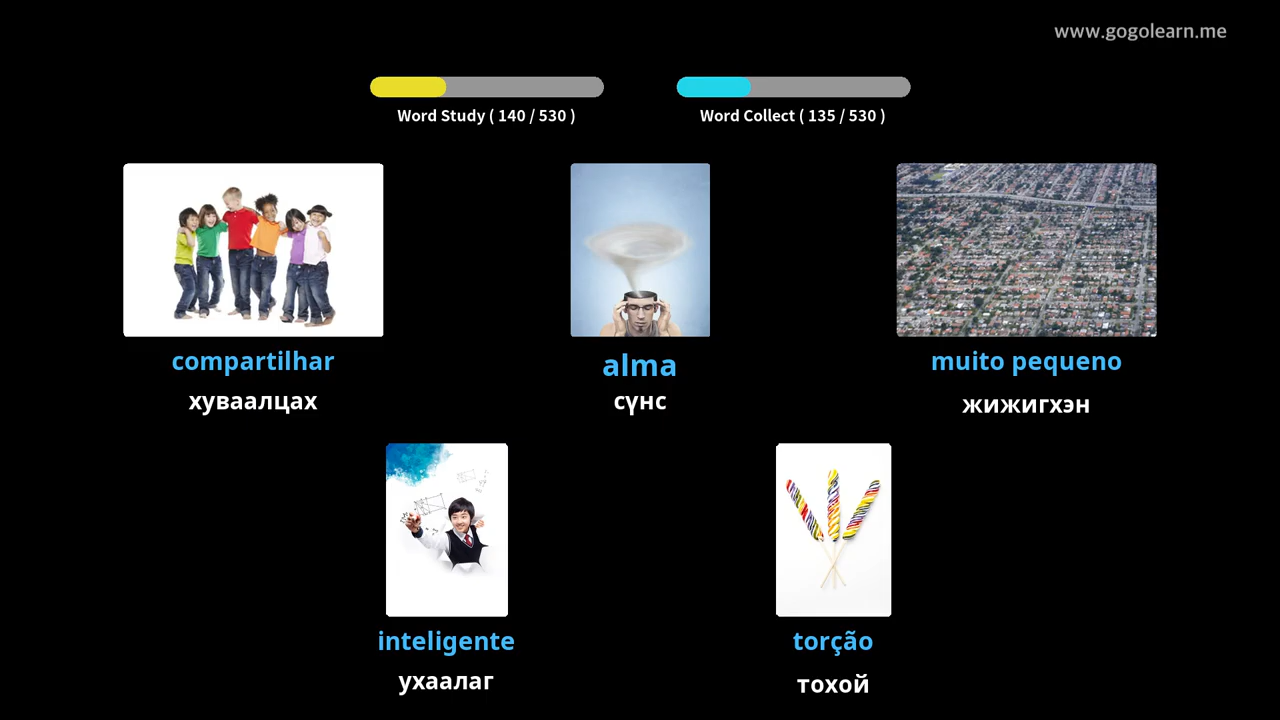 www.gogolearn.me
Word Study ( 140 / 530 )
Word Collect ( 135 / 530 )
compartilhar
хуваалцах
alma
сүнс
muito pequeno
жижигхэн
inteligente
ухаалаг
torção
тохой